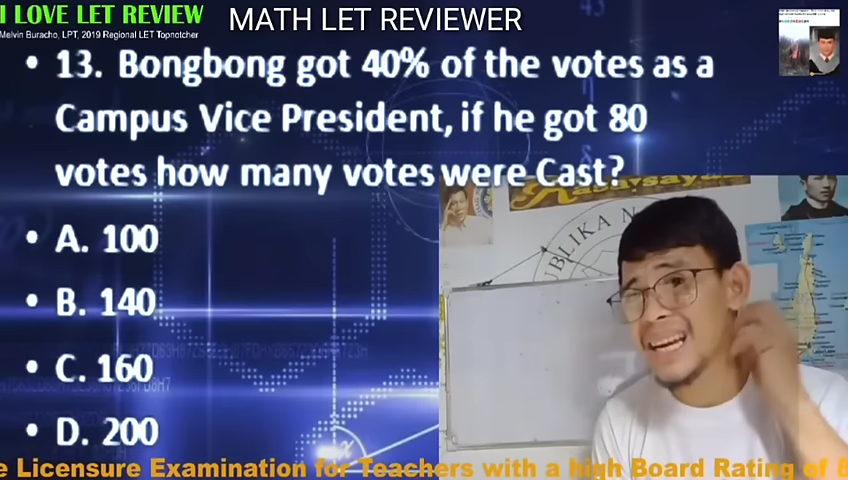 I LOVE LET REVIEW
MATH LET REVIEWER
Melvin Buracho, LPT, 2019 Regional LET Topnotcher
• 13. Bongbong got 40% of the votes as a
Campus Vice President, if he got 80
votes how many votes were Cast?
• A. 100
• B. 140
• C. 160
• D. 200
BLIKA N
e Licensure Examination for Teachers with a high Board Rating of